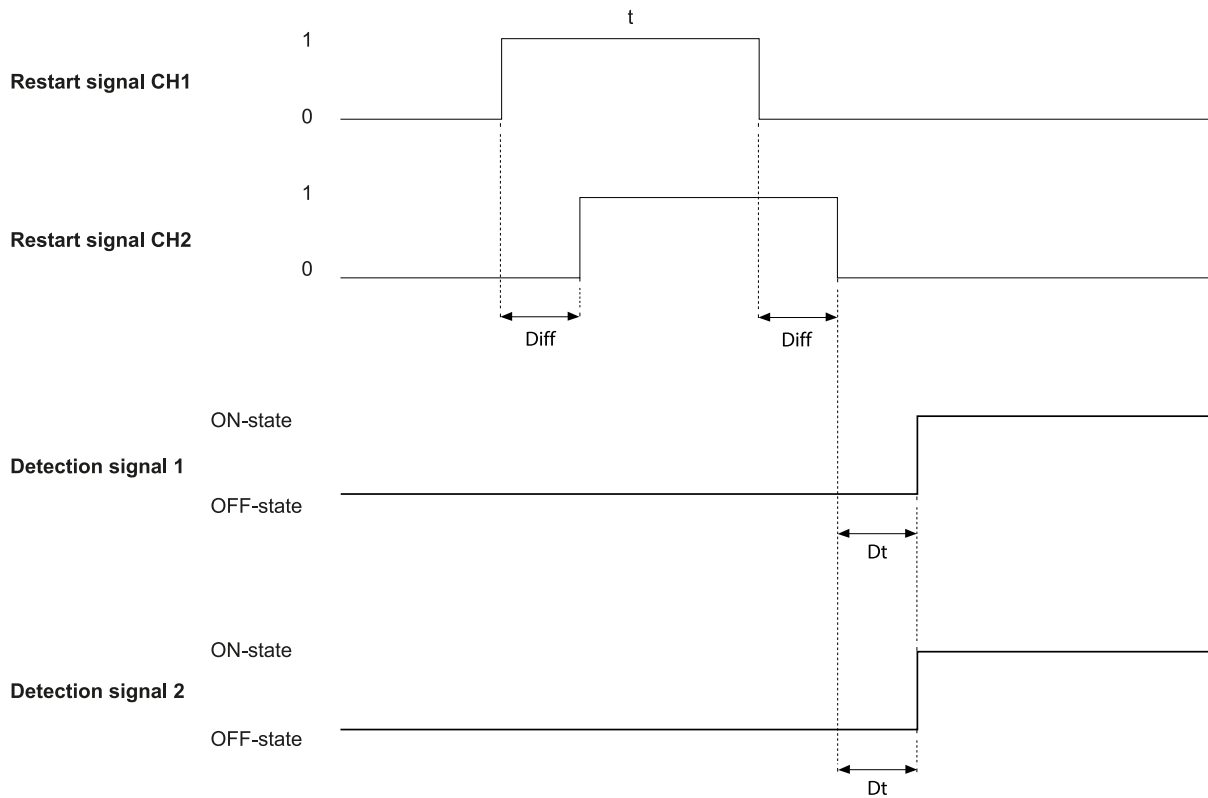 t
1
Restart signal CH1
0
1
Restart signal CH2
0
Diff Diff
ON-state
Detection signal 1
OFF-state
Dt
ON-state
Detection signal 2
OFF-state
Dt